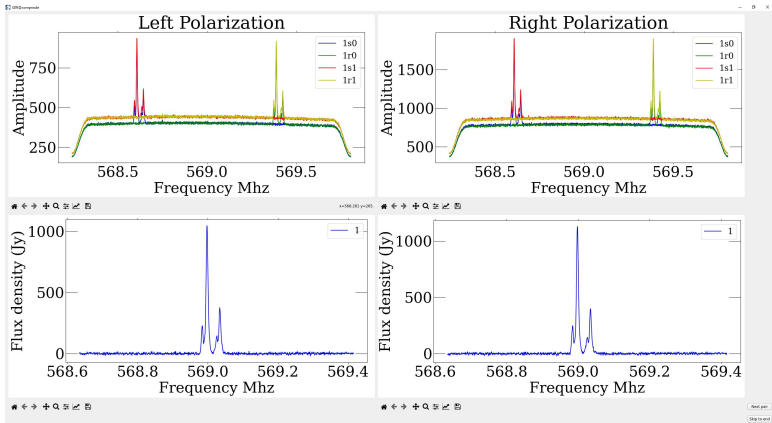 Left Polarization
Right Polarization
Amplitude
750
500
250
1s0
1r0
1s1
1r1
568.5
569.0
569.5
Frequency Mhz
Amplitude
1500
1000
500
1s0
1r0
1s1
1r1
568.5
569.0
569.5
Frequency Mhz
Flux density (Jy)
1000
500
0
1
568.6
568.8
569.0
569.2
569.4
Frequency Mhz
Flux density (Jy)
1000
500
0
1
568.6
568.8
569.0
569.2
569.4
Frequency Mhz
Next pair
Skip to end